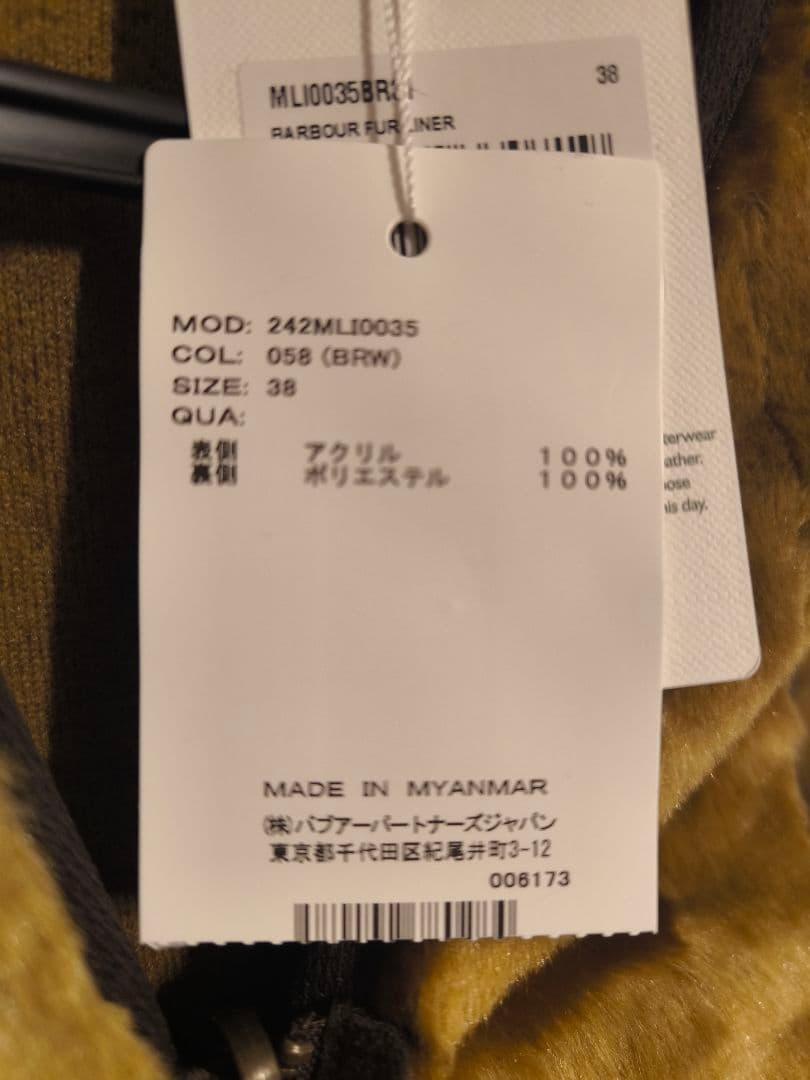 38
BARBOUR FUR LINER
MOD: 242MLI0035
COL: 058 (BRW)
SIZE: 38
QUA:
表側 アクリル 100%
裏側 ポリエステル 100%
MADE IN MYANMAR
(株)バブアーパートナーズジャパン
東京都千代田区紀尾井町3-12
006173
terwear
ather.
ose
is day.